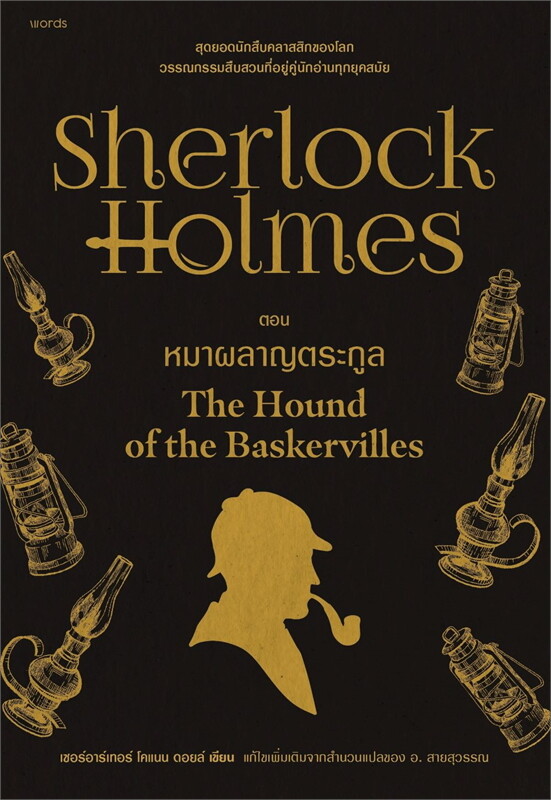 words
สุดยอดนักสืบคลาสสิกของโลก
วรรณกรรมสืบสวนที่อยู่คู่นักอ่านทุกยุคสมัย
Sherlock
Holmes
ตอน
หมาผลาญตระกูล
The Hound
of the Baskervilles
เซอร์อาร์เทอร์ โคแนน ดอยล์ เขียน แก้ไขเพิ่มเติมจากสำนวนแปลของ อ. สายสุวรรณ